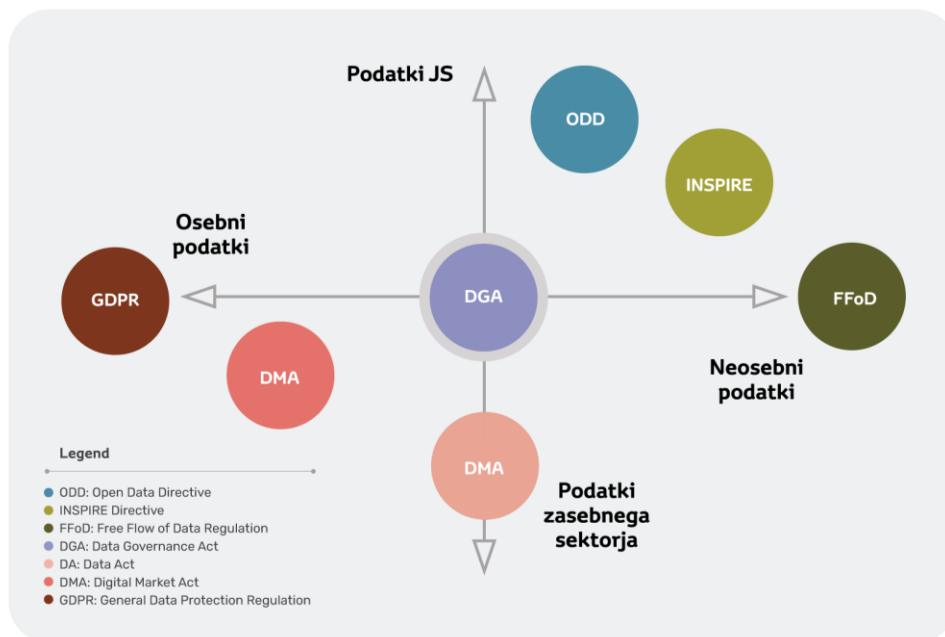 Podatki JS
ODD
INSPIRE
Osebni
podatki
GDPR
DGA
FFoD
DMA
Neosebni
podatki
DMA
Podatki
zasebnega
sektorja
Legend
ODD: Open Data Directive
INSPIRE Directive
FFoD: Free Flow of Data Regulation
DGA: Data Governance Act
DA: Data Act
DMA: Digital Market Act
GDPR: General Data Protection Regulation